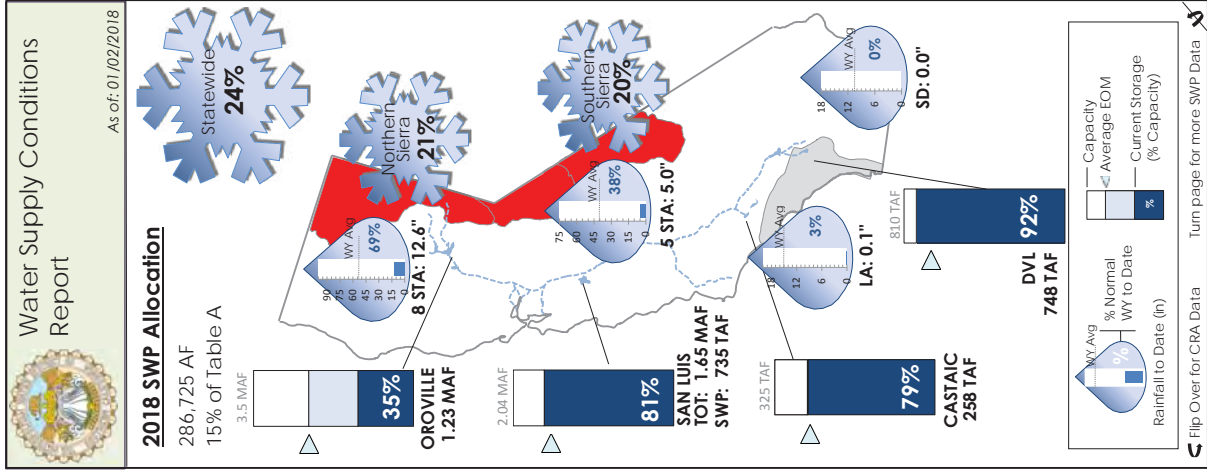 Water Supply Conditions
Report
As of: 01/02/2018
2018 SWP Allocation
286,725 AF
15% of Table A
Statewide
24%
Northern
Sierra
21%
Southern
Sierra
20%
90
75
60
45
30
15
0
WY Avg
69%
8 STA: 12.6"
75
60
45
30
15
0
WY Avg
38%
5 STA: 5.0"
18
12
6
0
WY Avg
3%
LA: 0.1"
18
12
6
0
WY Avg
0%
SD: 0.0"
3.5 MAF
35%
OROVILLE
1.23 MAF
2.04 MAF
81%
SAN LUIS
TOT: 1.65 MAF
SWP: 735 TAF
325 TAF
79%
CASTAIC
258 TAF
810 TAF
92%
DVL
748 TAF
WY Avg
%
% Normal
WY to Date
Rainfall to Date (in)
%
Capacity
Average EOM
Current Storage
(% Capacity)
Flip Over for CRA Data
Turn page for more SWP Data